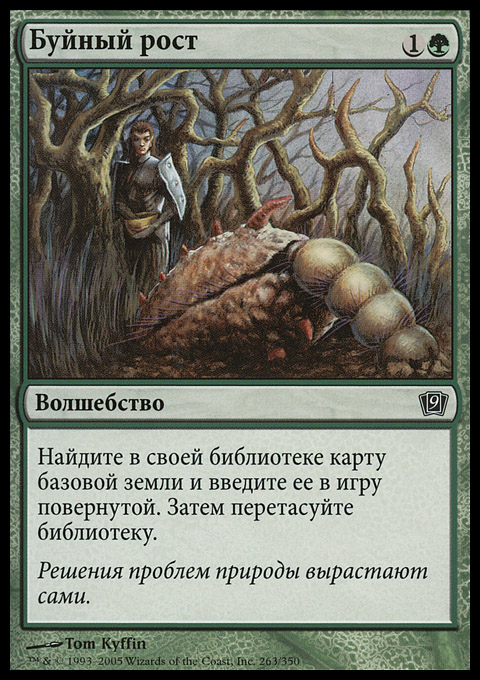 Буйный рост 1
Волшебство 9
Найдите в своей библиотеке карту
базовой земли и введите ее в игру
повернутой. Затем перетасуйте
библиотеку.
Решения проблем природы вырастают
сами.
Tom Kyffin
™ & © 1993–2005 Wizards of the Coast, Inc. 263/350